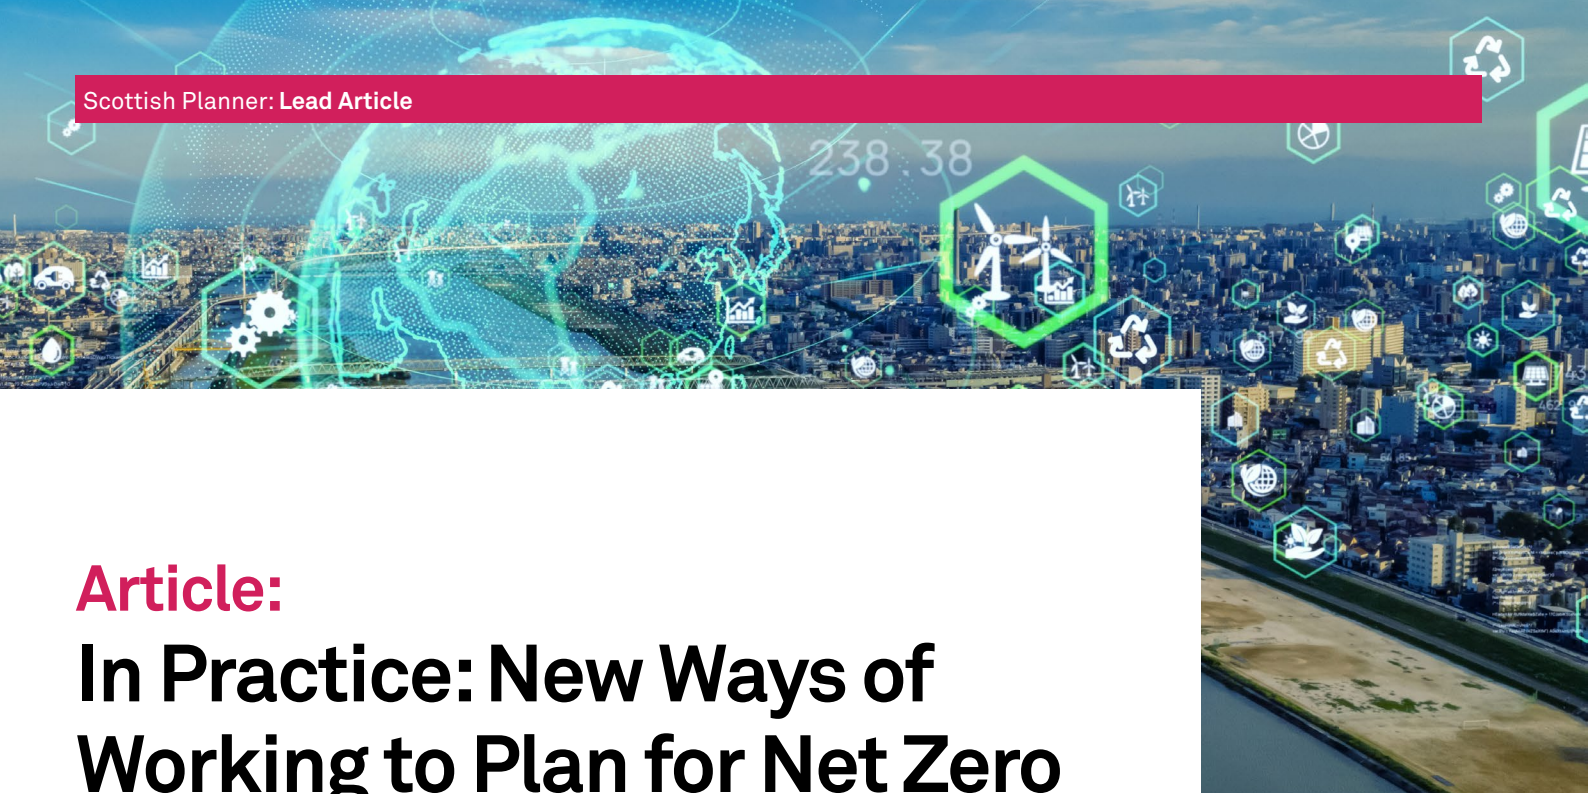 Scottish Planner: Lead Article
238.38
Article:
In Practice: New Ways of
Working to Plan for Net Zero